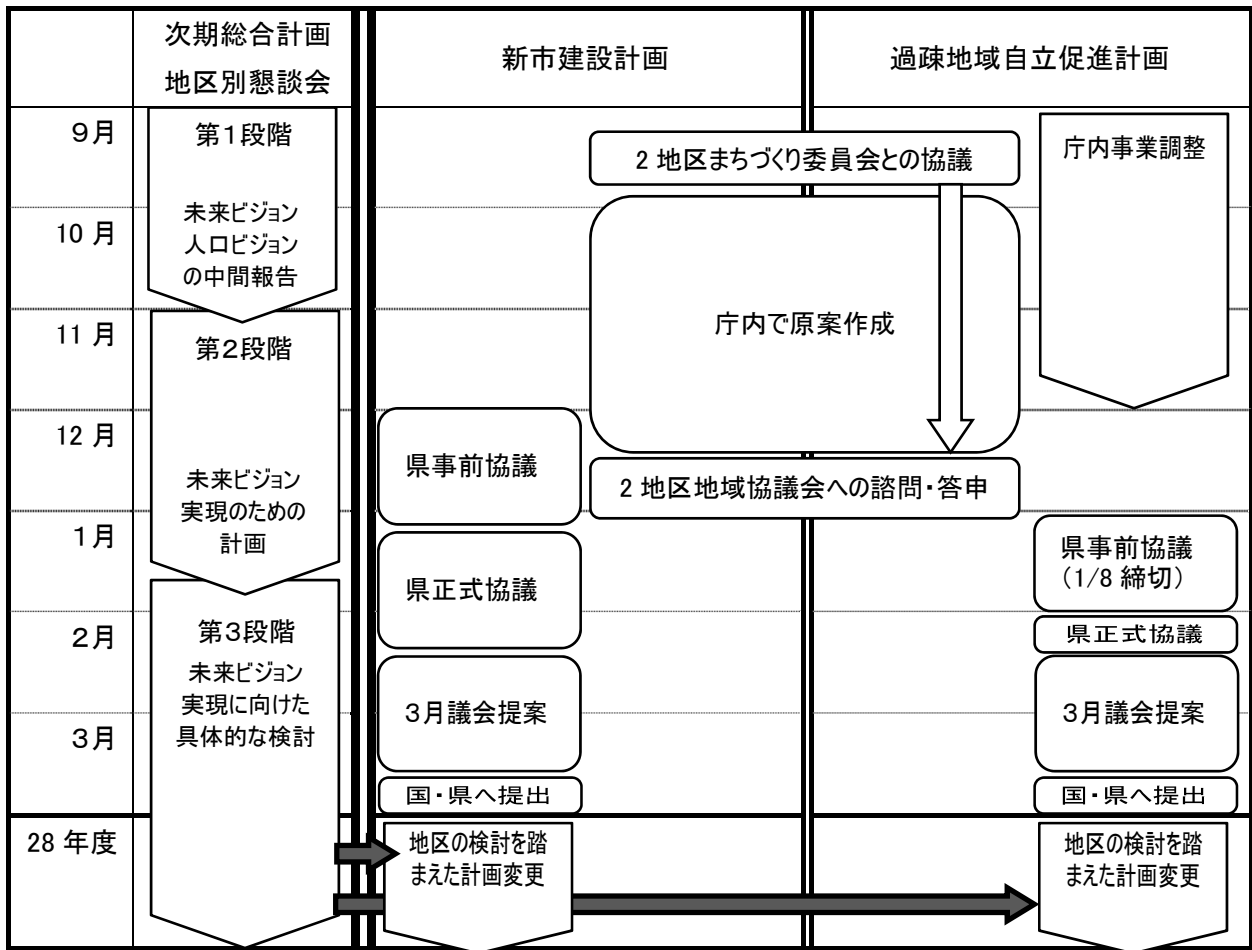 次期総合計画
地区別懇談会
新市建設計画
過疎地域自立促進計画
9月
10月
11月
12月
1月
2月
3月
28年度
第1段階
未来ビジョン
人口ビジョン
の中間報告
第2段階
未来ビジョン
実現のための
計画
第3段階
未来ビジョン
実現に向けた
具体的な検討
県事前協議
県正式協議
3月議会提案
国・県へ提出
地区の検討を踏
まえた計画変更
2地区まちづくり委員会との協議
庁内で原案作成
2地区地域協議会への諮問・答申
庁内事業調整
県事前協議
(1/8締切)
県正式協議
3月議会提案
国・県へ提出
地区の検討を踏
まえた計画変更